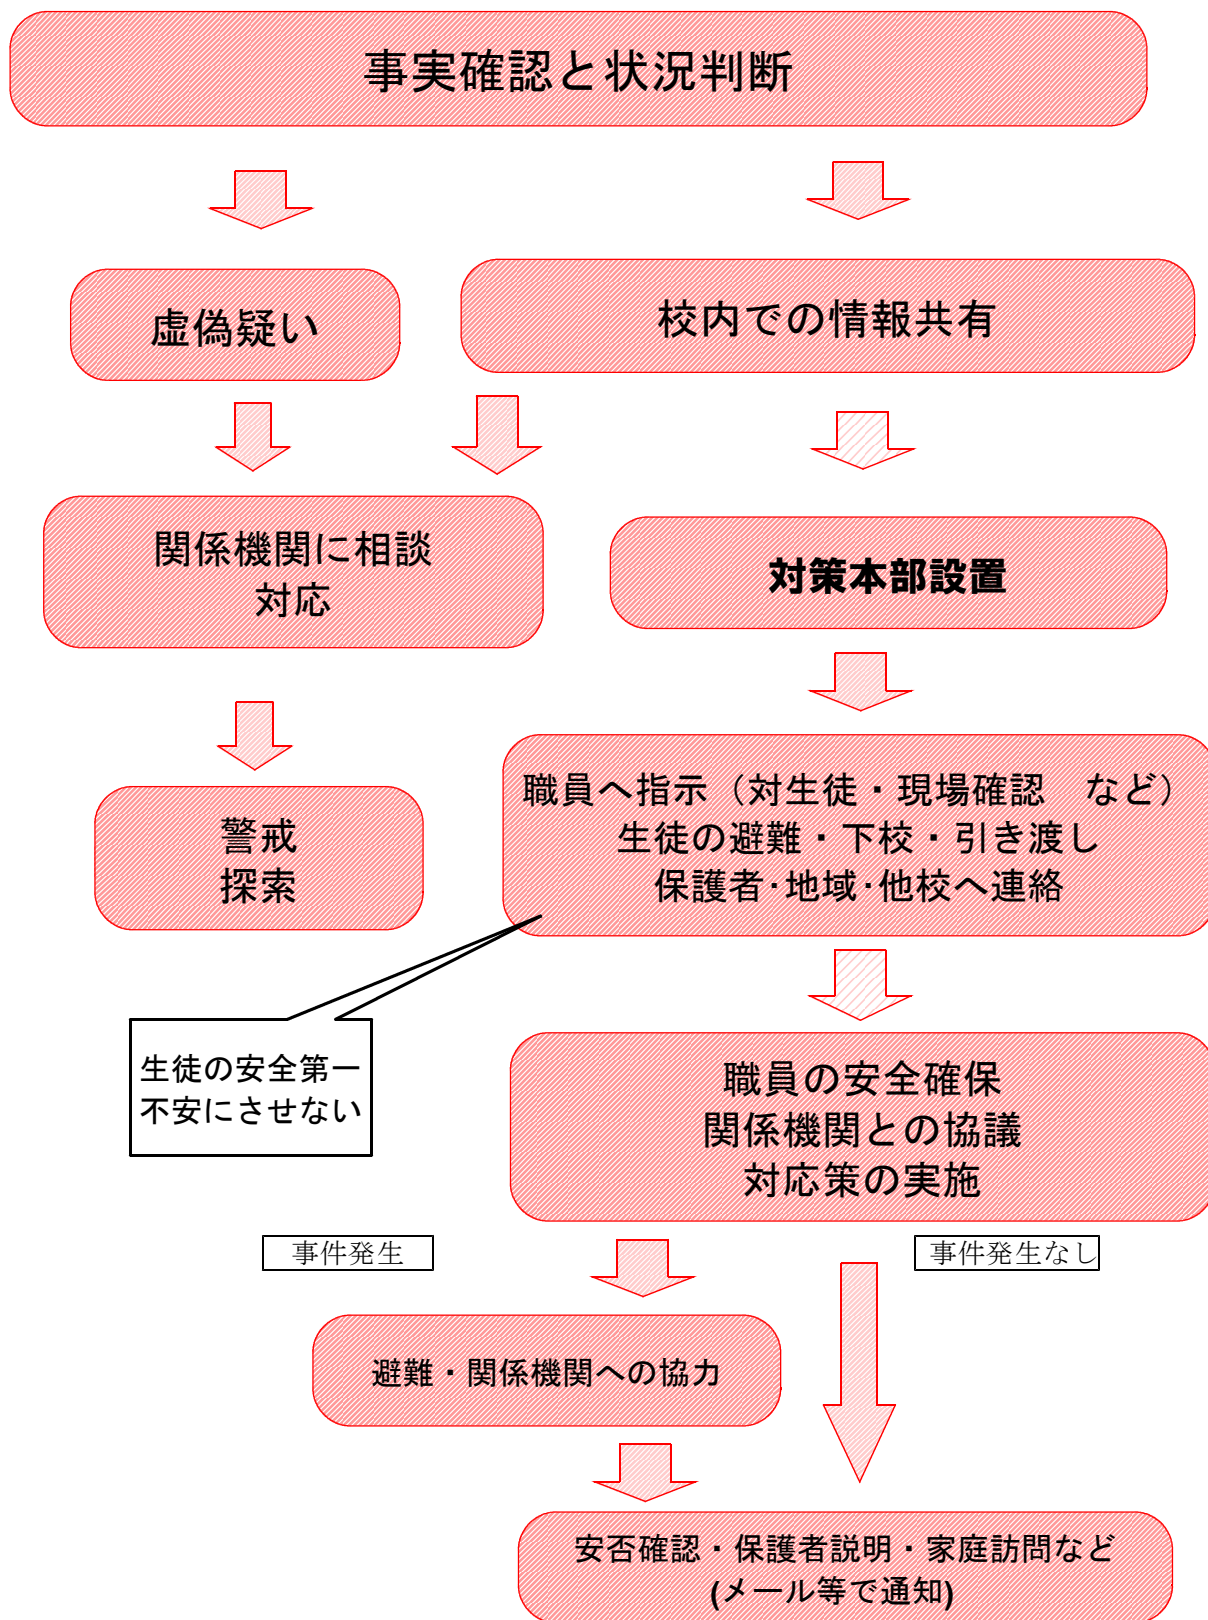 事実確認と状況判断
虚偽疑い
校内での情報共有
関係機関に相談
対応
対策本部設置
警戒
探索
職員へ指示（対生徒・現場確認　など）
生徒の避難・下校・引き渡し
保護者･地域･他校へ連絡
生徒の安全第一
不安にさせない
職員の安全確保
関係機関との協議
対応策の実施
事件発生
事件発生なし
避難・関係機関への協力
安否確認・保護者説明・家庭訪問など
(メール等で通知)